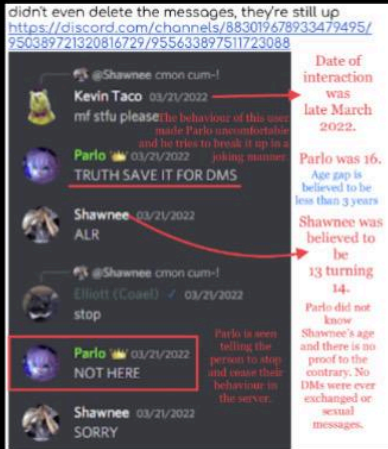 didn't even delete the messages, they're still up
https://discord.com/channels/883019678933479495/
950389721320816729/955633897511723088
@Shawnee cmon cum-!
Kevin Taco 03/21/2022
mf stfu please
The behaviour of this user
made Parlo uncomfortable
and he tries to break it up in a
joking manner
Parlo 03/21/2022
TRUTH SAVE IT FOR DMS
Shawnee 03/21/2022
ALR
@Shawnee cmon cum-!
Elliott (Coael) 03/21/2022
stop
Parlo 03/21/2022
NOT HERE
Parlo is seen
telling the
person to stop
and cease their
behaviour in
the server.
Shawnee 03/21/2022
SORRY
Date of
interaction
was
late March
2022.
Parlo was 16.
Age gap is
believed to be
less than 3 years
Shawnee was
believed to
be
13 turning
14.
Parlo did not
know
Shawnee's age
and there is no
proof to the
contrary. No
DMs were ever
exchanged or
sexual
messages.